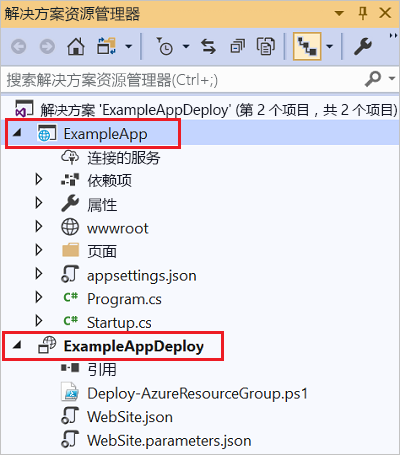 解决方案资源管理器
搜索解决方案资源管理器(Ctrl+;)
解决方案 'ExampleAppDeploy' (第 2 个项目，共 2 个项目)
ExampleApp
连接的服务
依赖项
属性
wwwroot
页面
appsettings.json
C# Program.cs
C# Startup.cs
ExampleAppDeploy
引用
Deploy-AzureResourceGroup.ps1
WebSite.json
WebSite.parameters.json